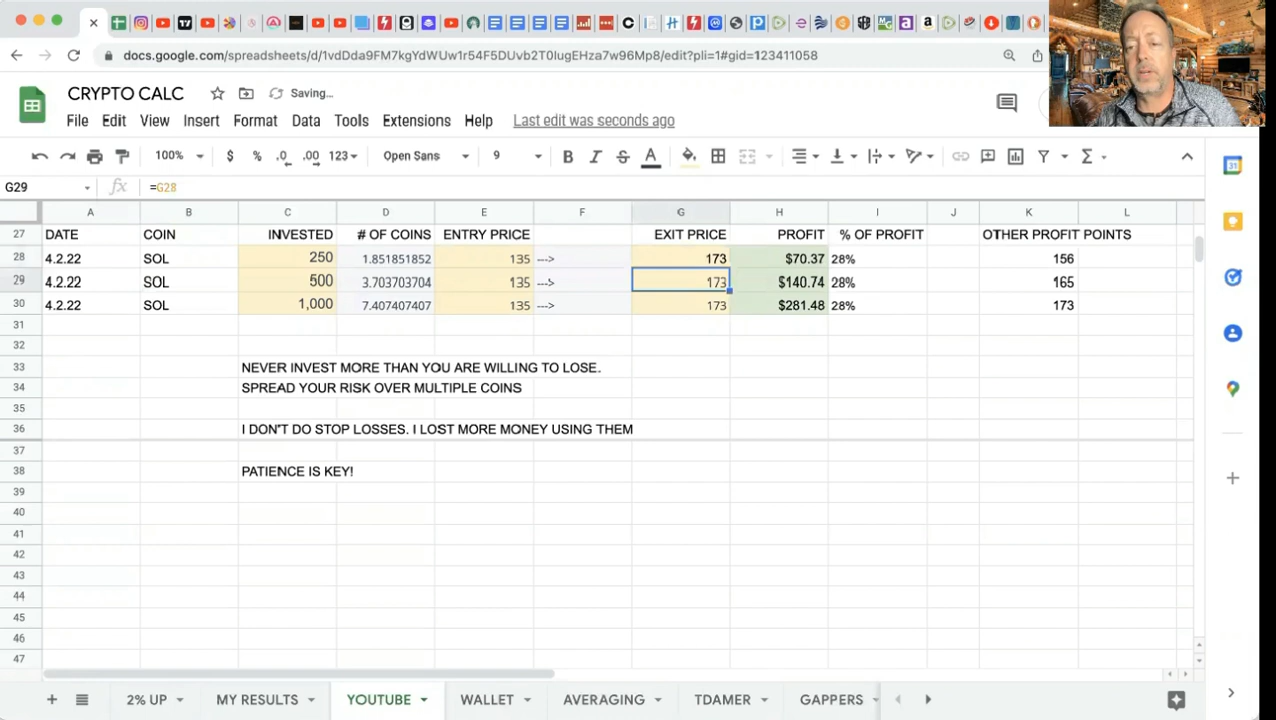 docs.google.com/spreadsheets/d/1vdDda9FM7kgYdWUw1r54F5DUvb2T0lugEHza7w96Mp8/edit?pli=1#gid=123411058
CRYPTO CALC Saving...
File Edit View Insert Format Data Tools Extensions Help Last edit was seconds ago
100% $ % .0 .00 123 Open Sans 9 B I S A
G29 fx =G28
A B C D E F G H I J K L
27 DATE COIN INVESTED # OF COINS ENTRY PRICE EXIT PRICE PROFIT % OF PROFIT OTHER PROFIT POINTS
28 4.2.22 SOL 250 1.851851852 135 ---> 173 $70.37 28% 156
29 4.2.22 SOL 500 3.703703704 135 ---> 173 $140.74 28% 165
30 4.2.22 SOL 1,000 7.407407407 135 ---> 173 $281.48 28% 173
31
32
33 NEVER INVEST MORE THAN YOU ARE WILLING TO LOSE.
34 SPREAD YOUR RISK OVER MULTIPLE COINS
35
36 I DON'T DO STOP LOSSES. I LOST MORE MONEY USING THEM
37
38 PATIENCE IS KEY!
39
40
41
42
43
44
45
46
47
2% UP MY RESULTS YOUTUBE WALLET AVERAGING TDAMER GAPPERS